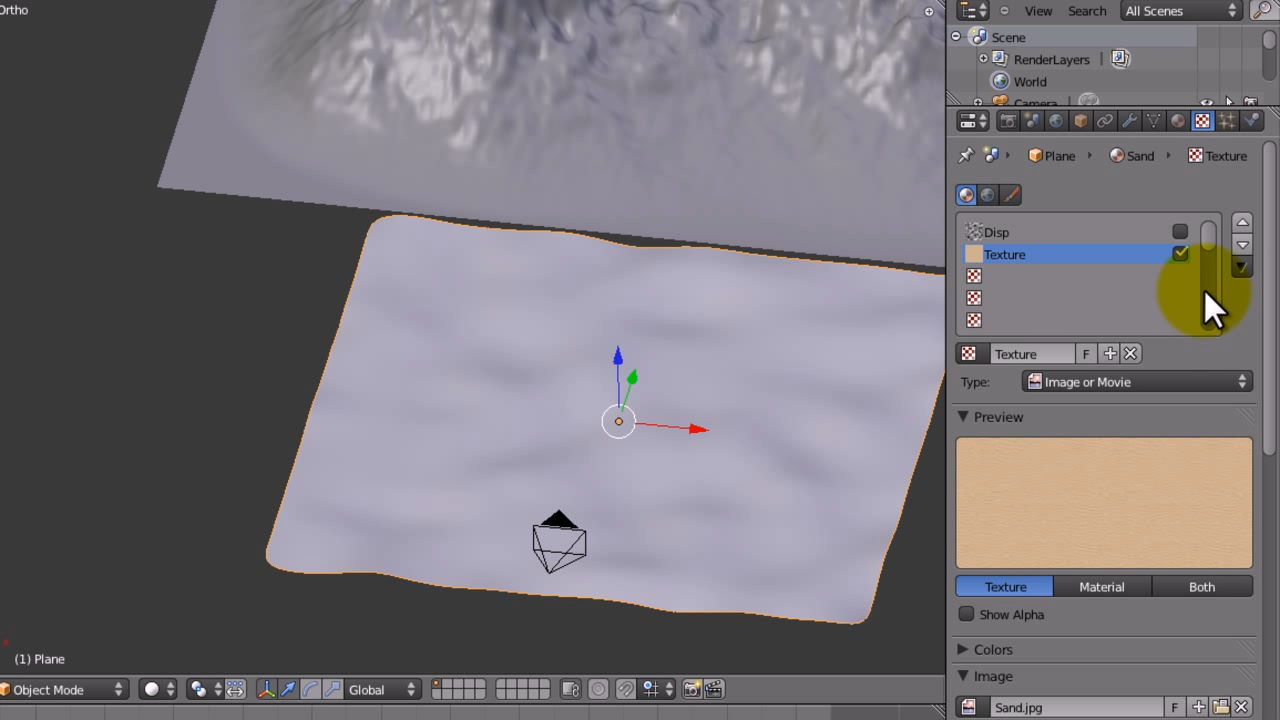 Ortho
View Search All Scenes
Scene
RenderLayers
World
Camera
Plane Sand Texture
Disp
Texture
Texture F
Type: Image or Movie
Preview
Texture Material Both
Show Alpha
Colors
Image
Sand.jpg F
(1) Plane
Object Mode Global